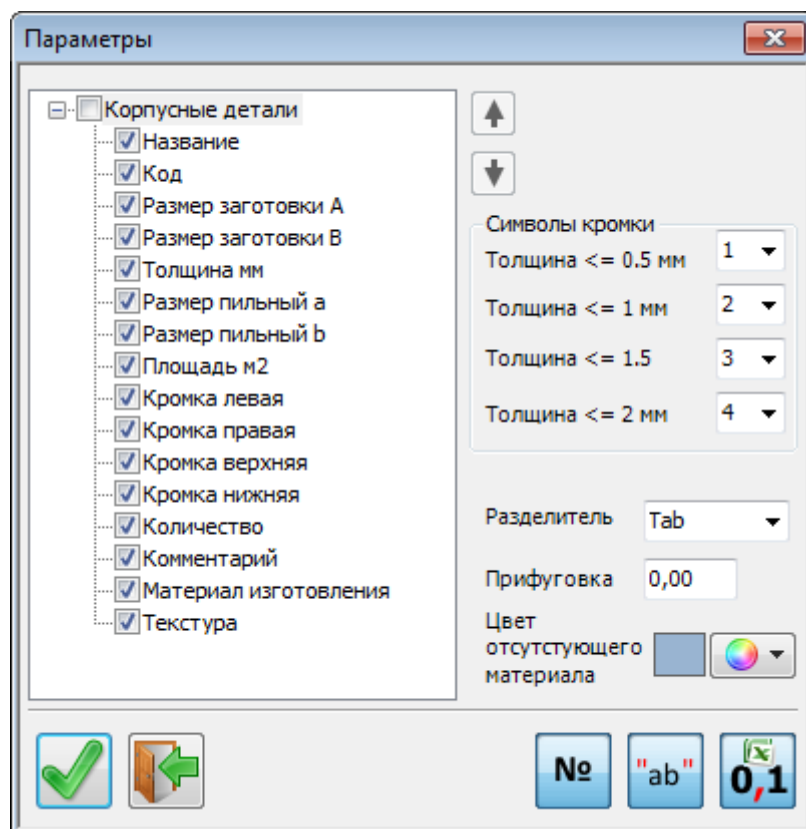 Параметры
Корпусные детали
Название
Код
Размер заготовки A
Размер заготовки B
Толщина мм
Размер пильный a
Размер пильный b
Площадь м2
Кромка левая
Кромка правая
Кромка верхняя
Кромка нижняя
Количество
Комментарий
Материал изготовления
Текстура
Символы кромки
Толщина <= 0.5 мм 1
Толщина <= 1 мм 2
Толщина <= 1.5 3
Толщина <= 2 мм 4
Разделитель Tab
Прифуговка 0,00
Цвет
отсутстующего
материала
№ "ab" 0,1